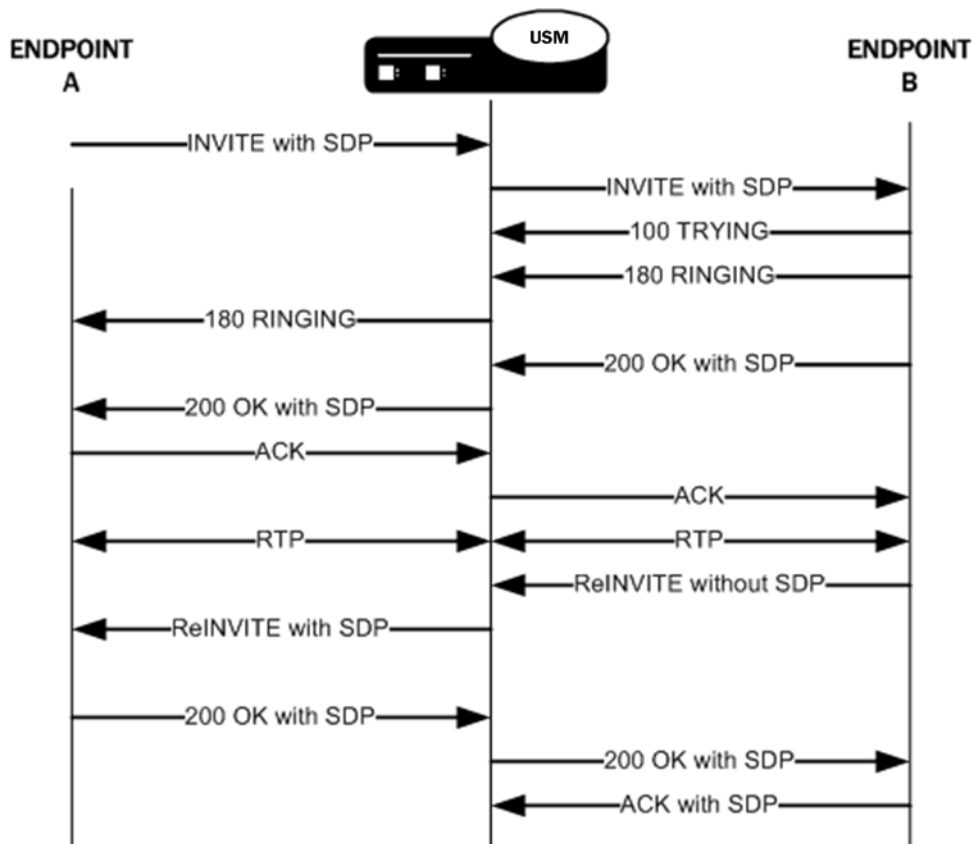 ENDPOINT
A
USM
ENDPOINT
B
INVITE with SDP
INVITE with SDP
100 TRYING
180 RINGING
180 RINGING
200 OK with SDP
200 OK with SDP
ACK
ACK
RTP
RTP
ReINVITE without SDP
ReINVITE with SDP
200 OK with SDP
200 OK with SDP
ACK with SDP